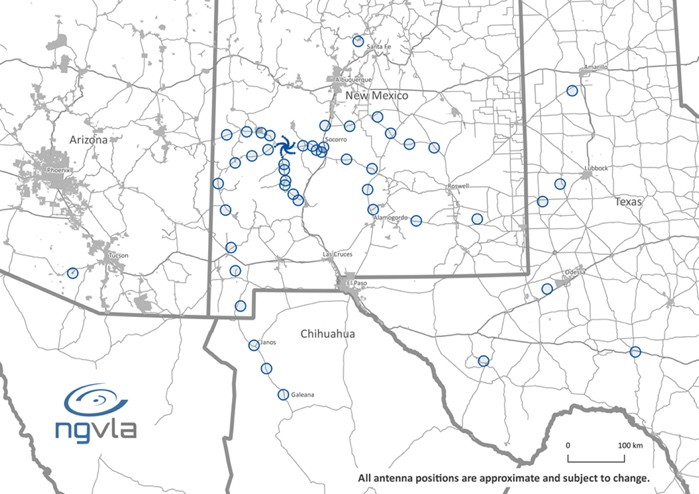 Santa Fe
Albuquerque
New Mexico
Amarillo
Arizona
Socorro
Phoenix
Lubbock
Roswell
Texas
Alamogordo
Tucson
Las Cruces
Odessa
El Paso
Chihuahua
Janos
Galeana
ngvla
0 100 km
All antenna positions are approximate and subject to change.